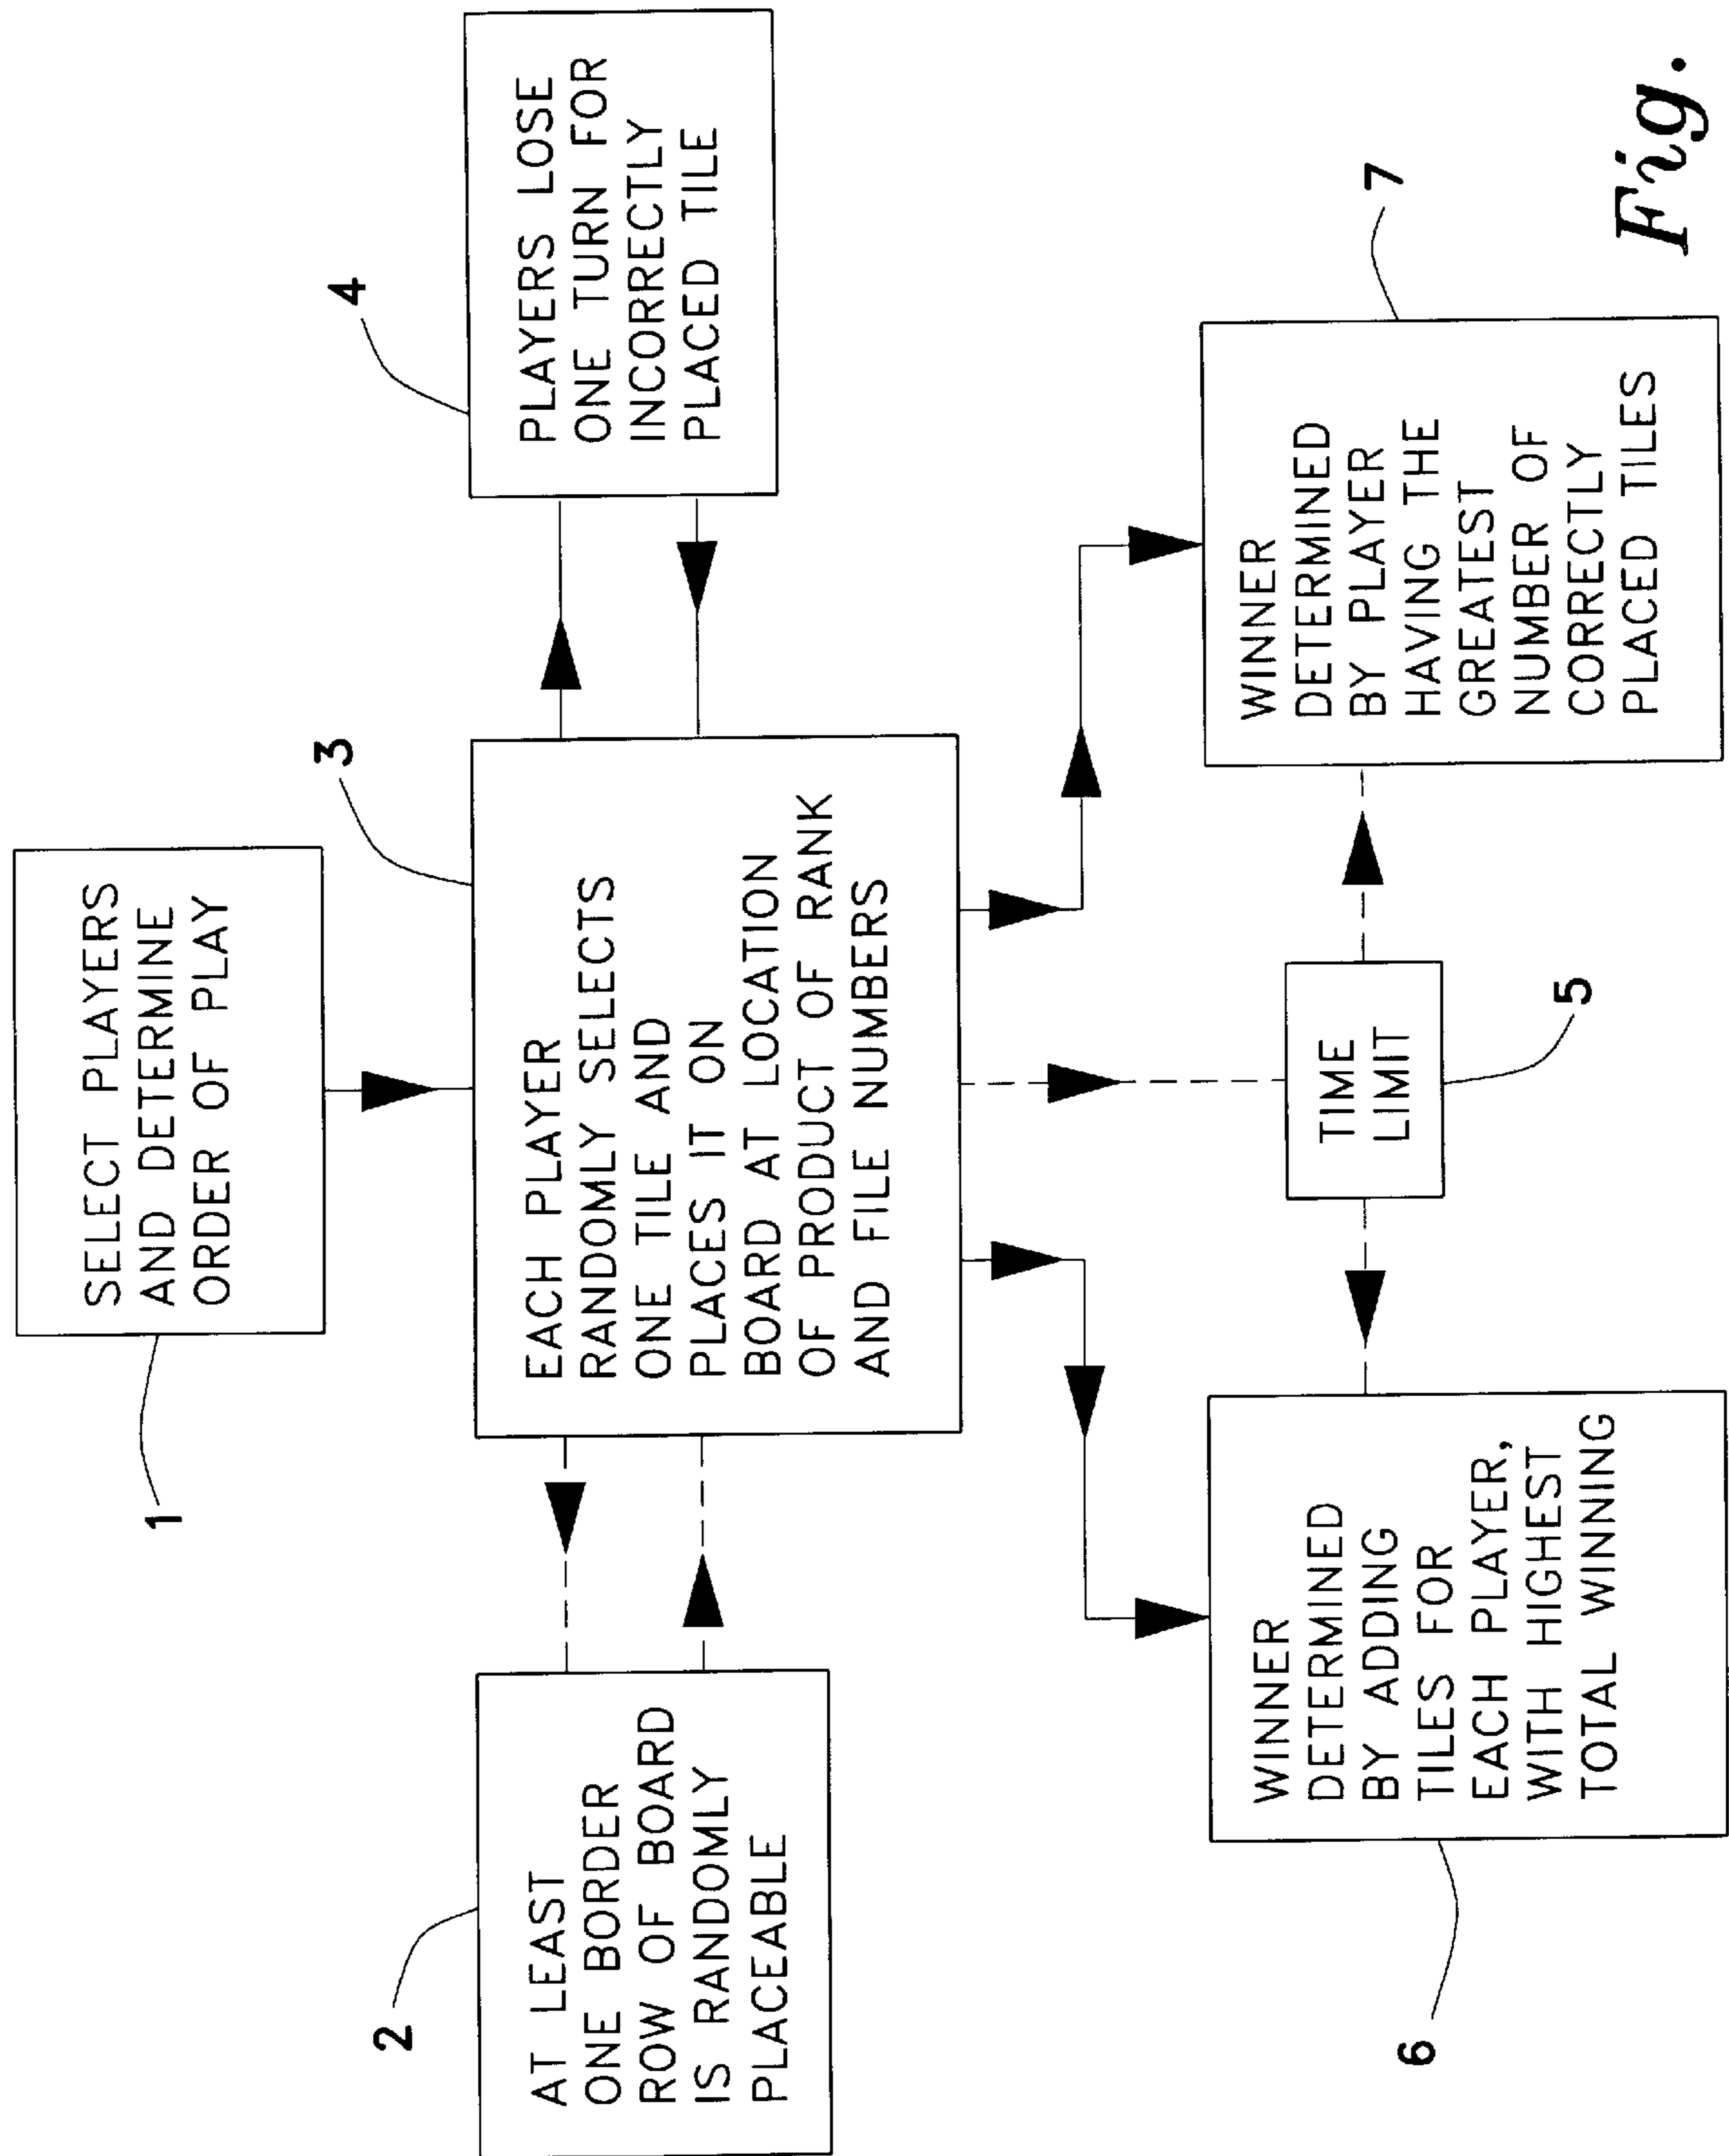 1
SELECT PLAYERS
AND DETERMINE
ORDER OF PLAY
2
AT LEAST
ONE BORDER
ROW OF BOARD
IS RANDOMLY
PLACEABLE
3
EACH PLAYER
RANDOMLY SELECTS
ONE TILE AND
PLACES IT ON
BOARD AT LOCATION
OF PRODUCT OF RANK
AND FILE NUMBERS
4
PLAYERS LOSE
ONE TURN FOR
INCORRECTLY
PLACED TILE
5
TIME
LIMIT
6
WINNER
DETERMINED
BY ADDING
TILES FOR
EACH PLAYER,
WITH HIGHEST
TOTAL WINNING
7
WINNER
DETERMINED
BY PLAYER
HAVING THE
GREATEST
NUMBER OF
CORRECTLY
PLACED TILES
Fig.